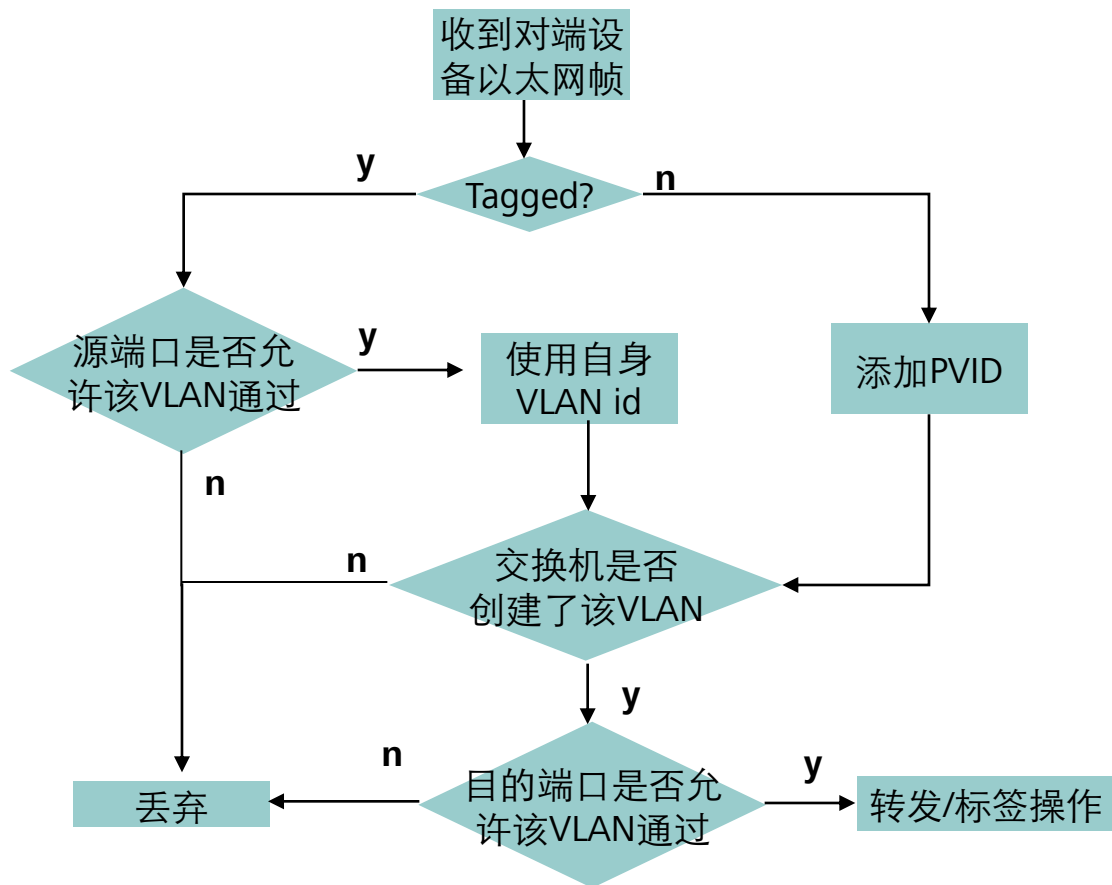 收到对端设
备以太网帧
y
Tagged?
n
源端口是否允
许该VLAN通过
y
使用自身
VLAN id
添加PVID
n
n
交换机是否
创建了该VLAN
y
n
目的端口是否允
许该VLAN通过
y
丢弃
转发/标签操作